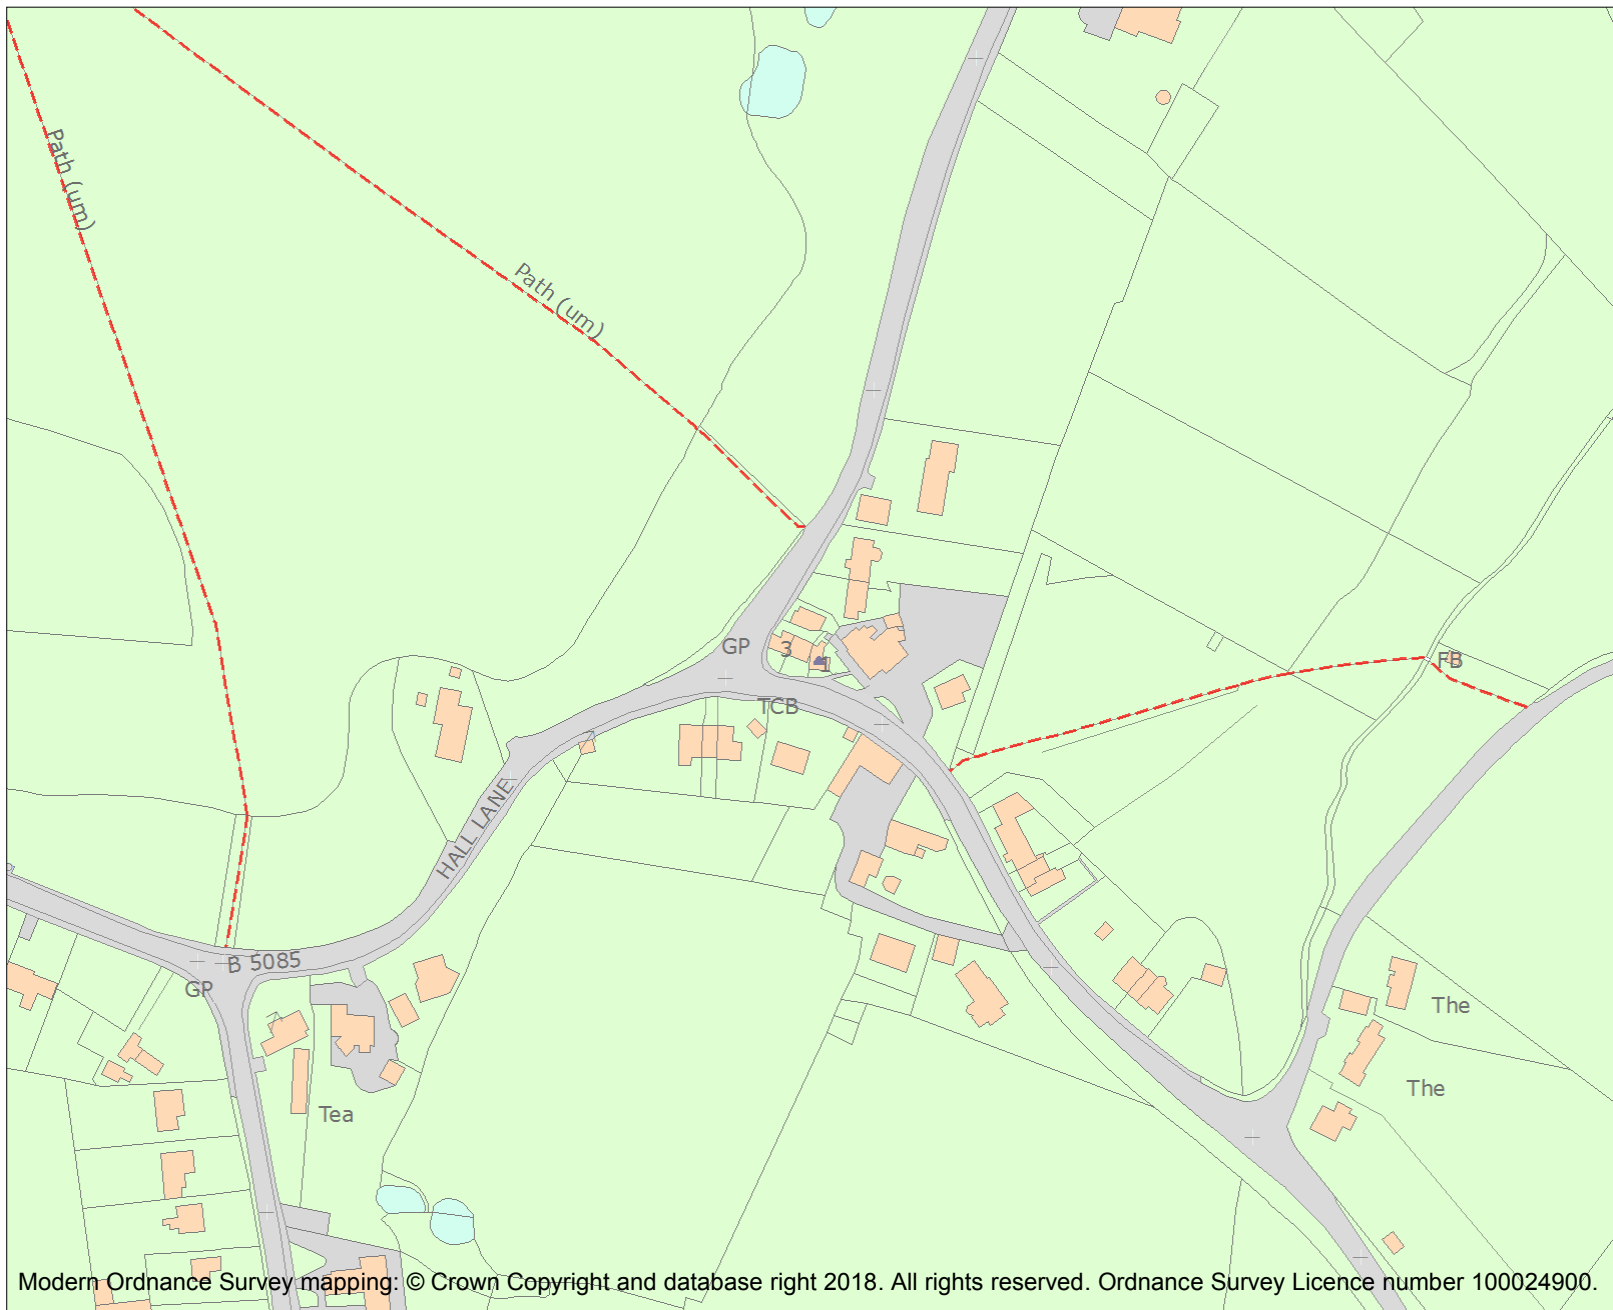 Path (um)
Path (um)
GP
3
1
FB
TCB
HALL LANE
B 5085
GP
The
The
Tea
Modern Ordnance Survey mapping: © Crown Copyright and database right 2018. All rights reserved. Ordnance Survey Licence number 100024900.